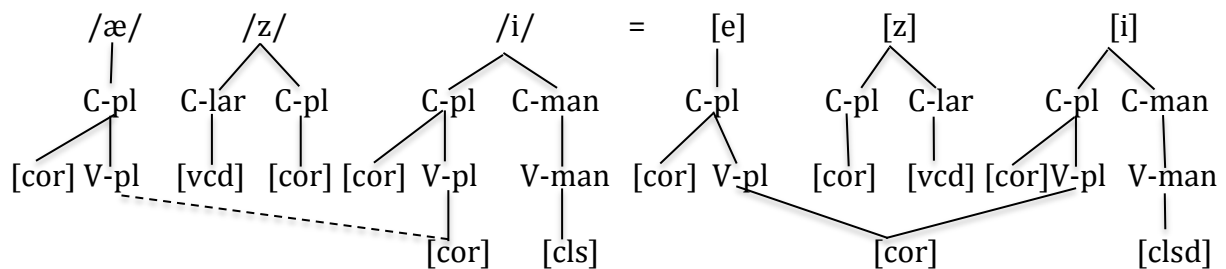 /æ/ /z/ /i/ = [e] [z] [i]
C-pl C-lar C-pl C-pl C-man C-pl C-pl C-lar C-pl C-man
[cor] V-pl [vcd] [cor] [cor] V-pl V-man [cor] V-pl [cor] [vcd] [cor] V-pl V-man
[cor] [cls] [cor] [clsd]